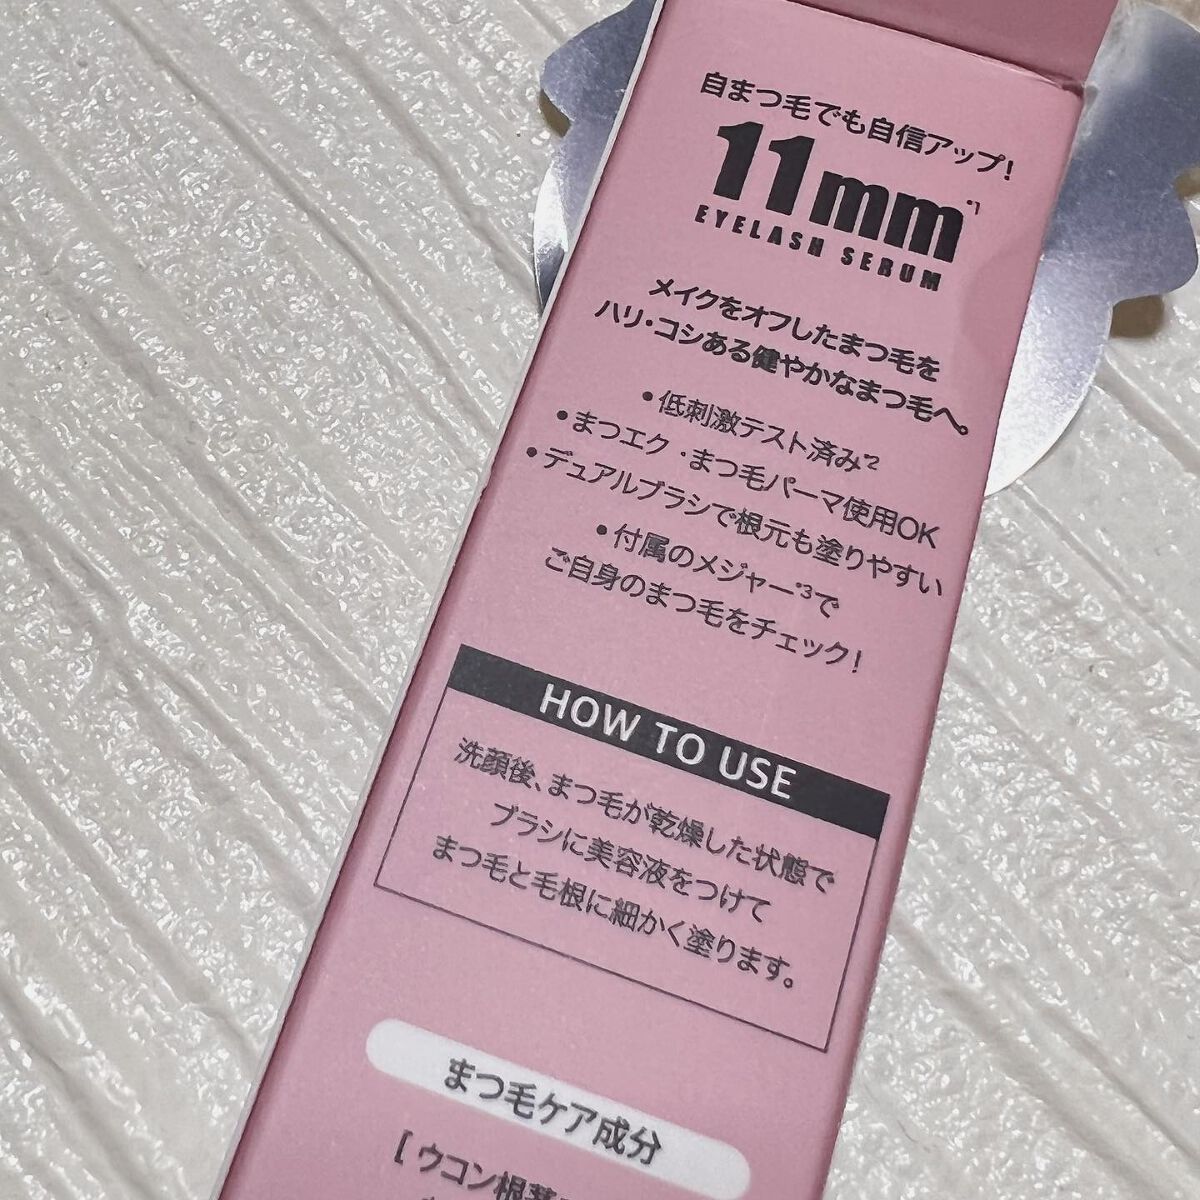 自まつ毛でも自信アップ!
11mm*1
EYELASH SERUM
メイクをオフしたまつ毛を
ハリ・コシある健やかなまつ毛へ。
•低刺激テスト済み*2
•まつエク・まつ毛パーマ使用OK
•デュアルブラシで根元も塗りやすい
•付属のメジャー*3で
ご自身のまつ毛をチェック!
HOW TO USE
洗顔後、まつ毛が乾燥した状態で
ブラシに美容液をつけて
まつ毛と毛根に細かく塗ります。
まつ毛ケア成分
[ウコン根茎